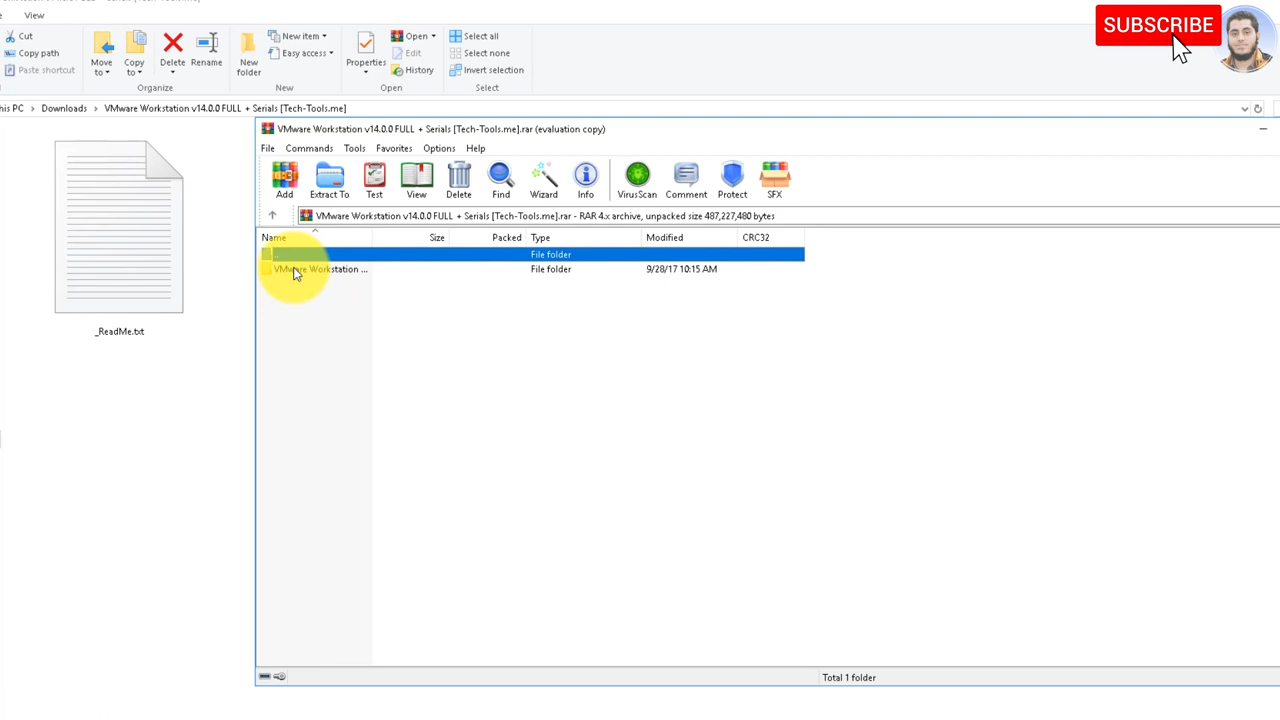 View
SUBSCRIBE
Cut
Copy path
Paste shortcut
Move to
Copy to
Delete
Rename
New folder
New item
Easy access
Properties
Open
Edit
History
Select all
Select none
Invert selection
Organize
New
Open
Select
his PC > Downloads > VMware Workstation v14.0.0 FULL + Serials [Tech-Tools.me]
VMware Workstation v14.0.0 FULL + Serials [Tech-Tools.me].rar (evaluation copy)
File Commands Tools Favorites Options Help
Add Extract To Test View Delete Find Wizard Info VirusScan Comment Protect SFX
VMware Workstation v14.0.0 FULL + Serials [Tech-Tools.me].rar - RAR 4.x archive, unpacked size 487,227,480 bytes
Name Size Packed Type Modified CRC32
.. File folder
VMware Workstation ... File folder 9/28/17 10:15 AM
_ReadMe.txt
Total 1 folder